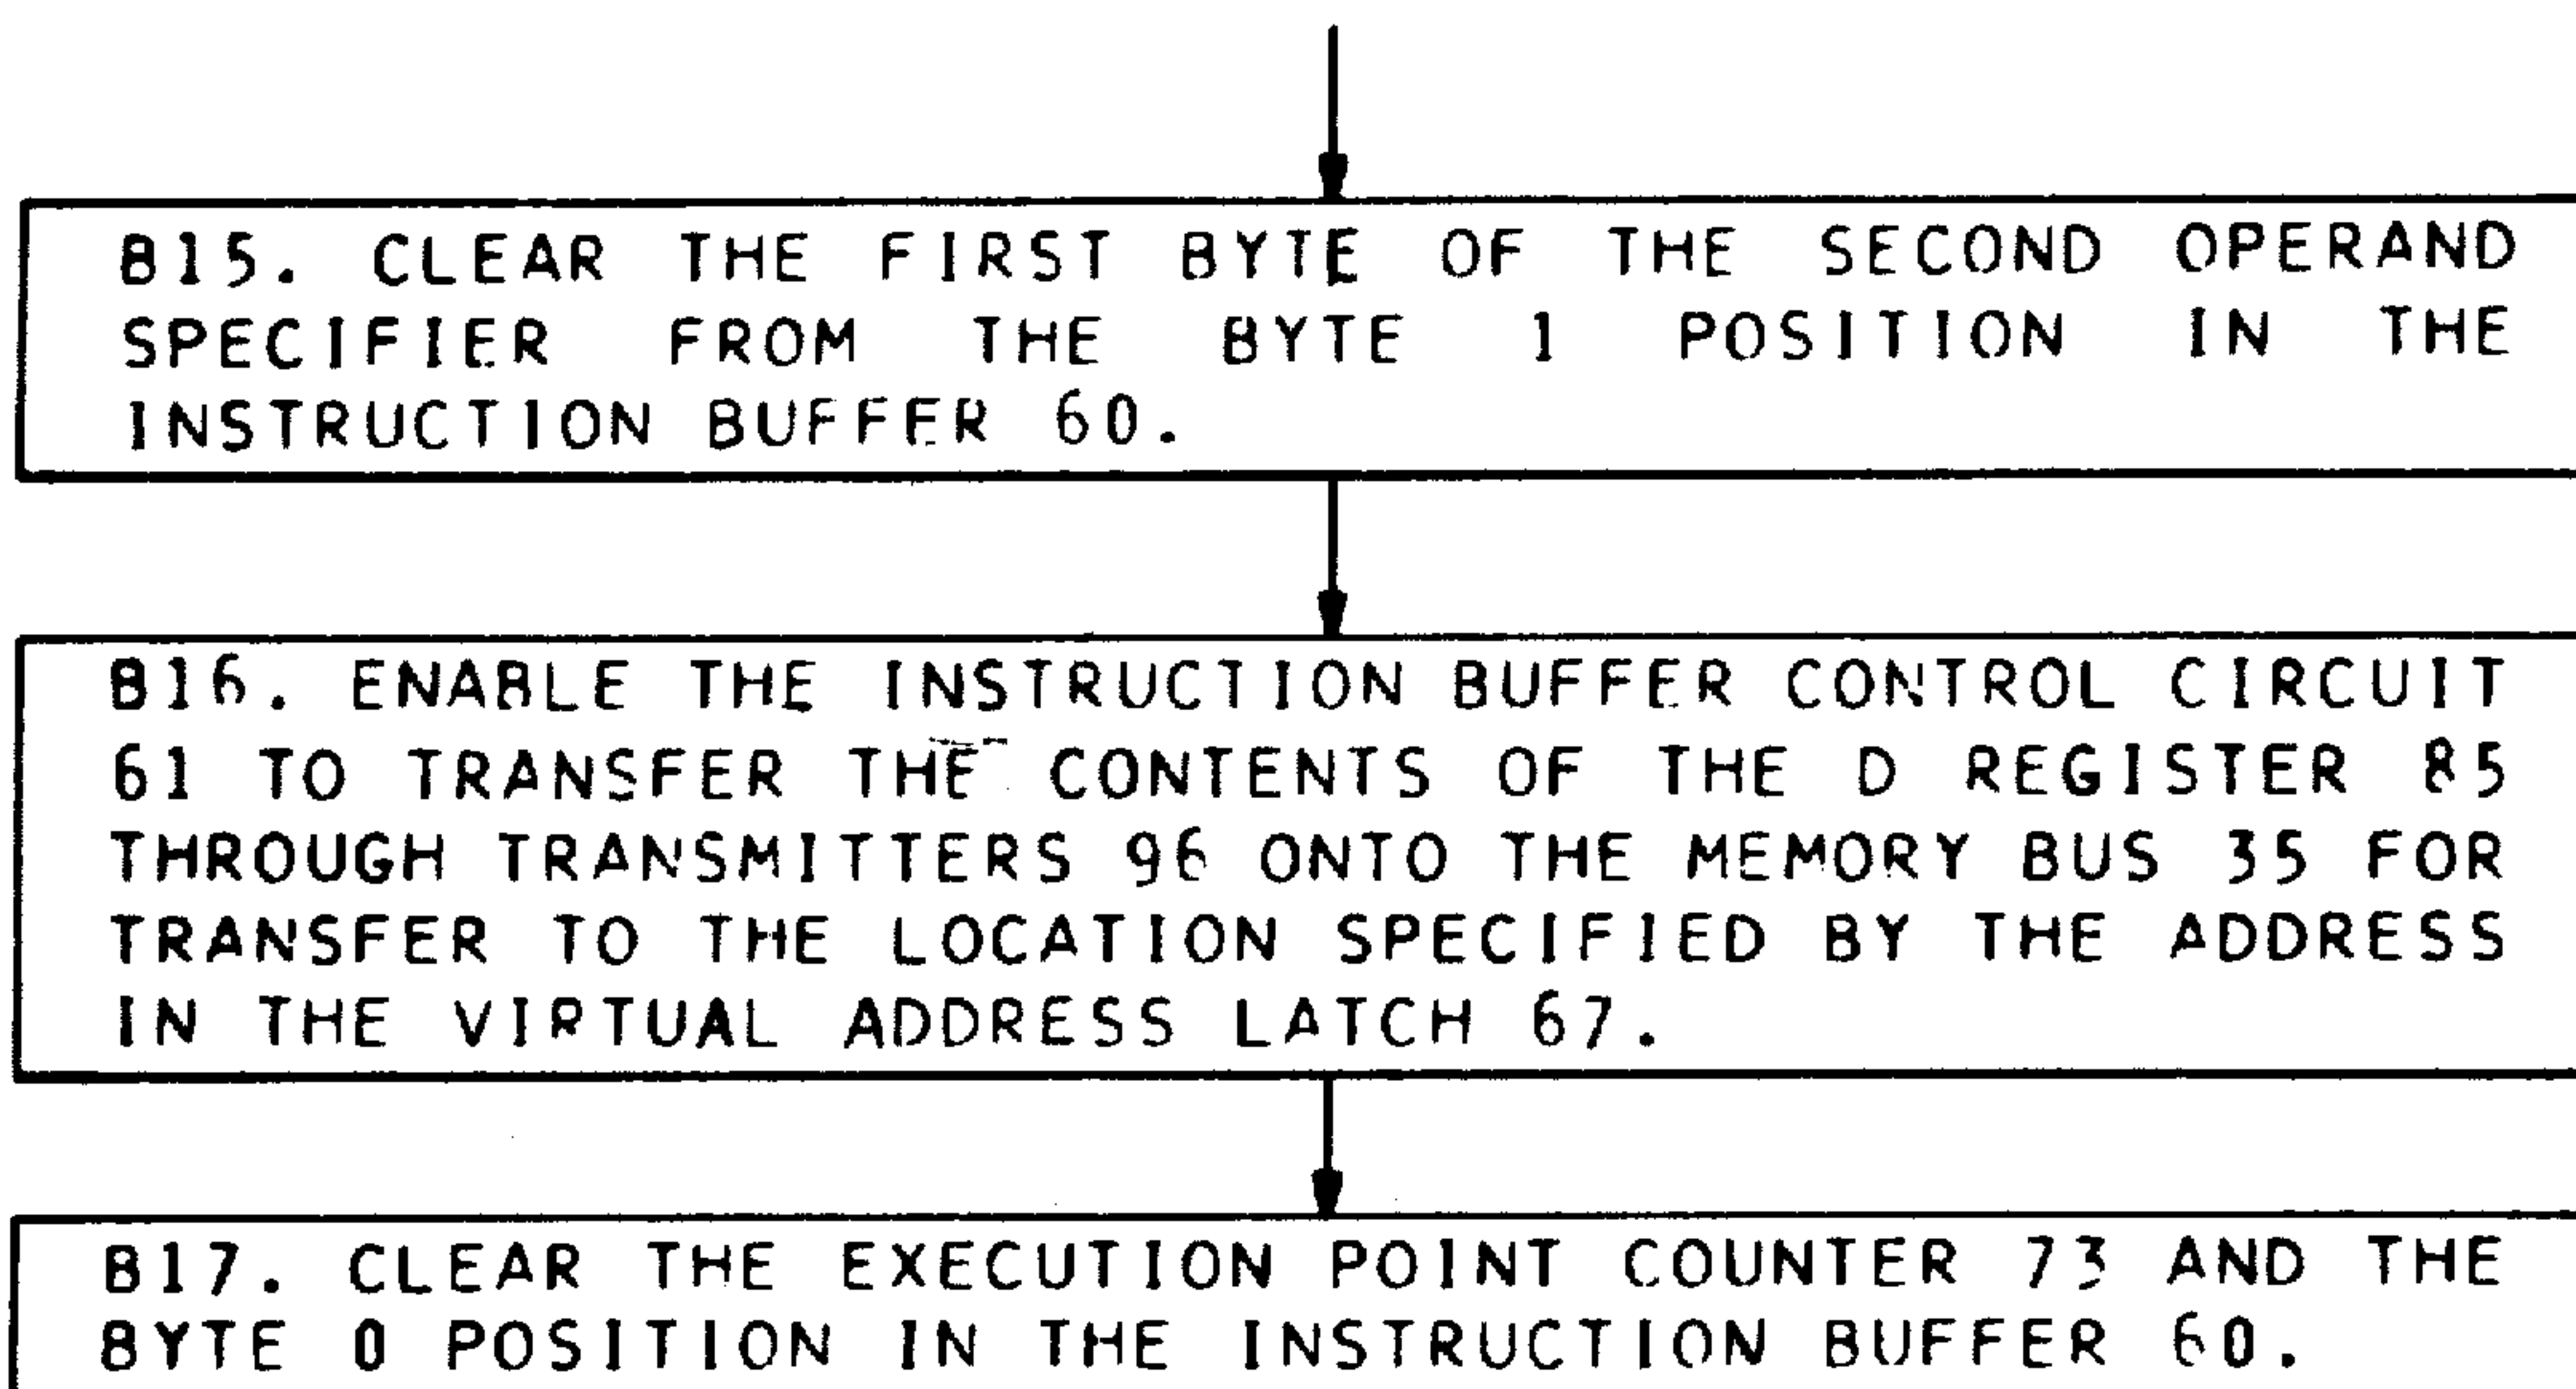 B15. CLEAR THE FIRST BYTE OF THE SECOND OPERAND
SPECIFIER FROM THE BYTE 1 POSITION IN THE
INSTRUCTION BUFFER 60.
B16. ENABLE THE INSTRUCTION BUFFER CONTROL CIRCUIT
61 TO TRANSFER THE CONTENTS OF THE D REGISTER 85
THROUGH TRANSMITTERS 96 ONTO THE MEMORY BUS 35 FOR
TRANSFER TO THE LOCATION SPECIFIED BY THE ADDRESS
IN THE VIRTUAL ADDRESS LATCH 67.
B17. CLEAR THE EXECUTION POINT COUNTER 73 AND THE
BYTE 0 POSITION IN THE INSTRUCTION BUFFER 60.